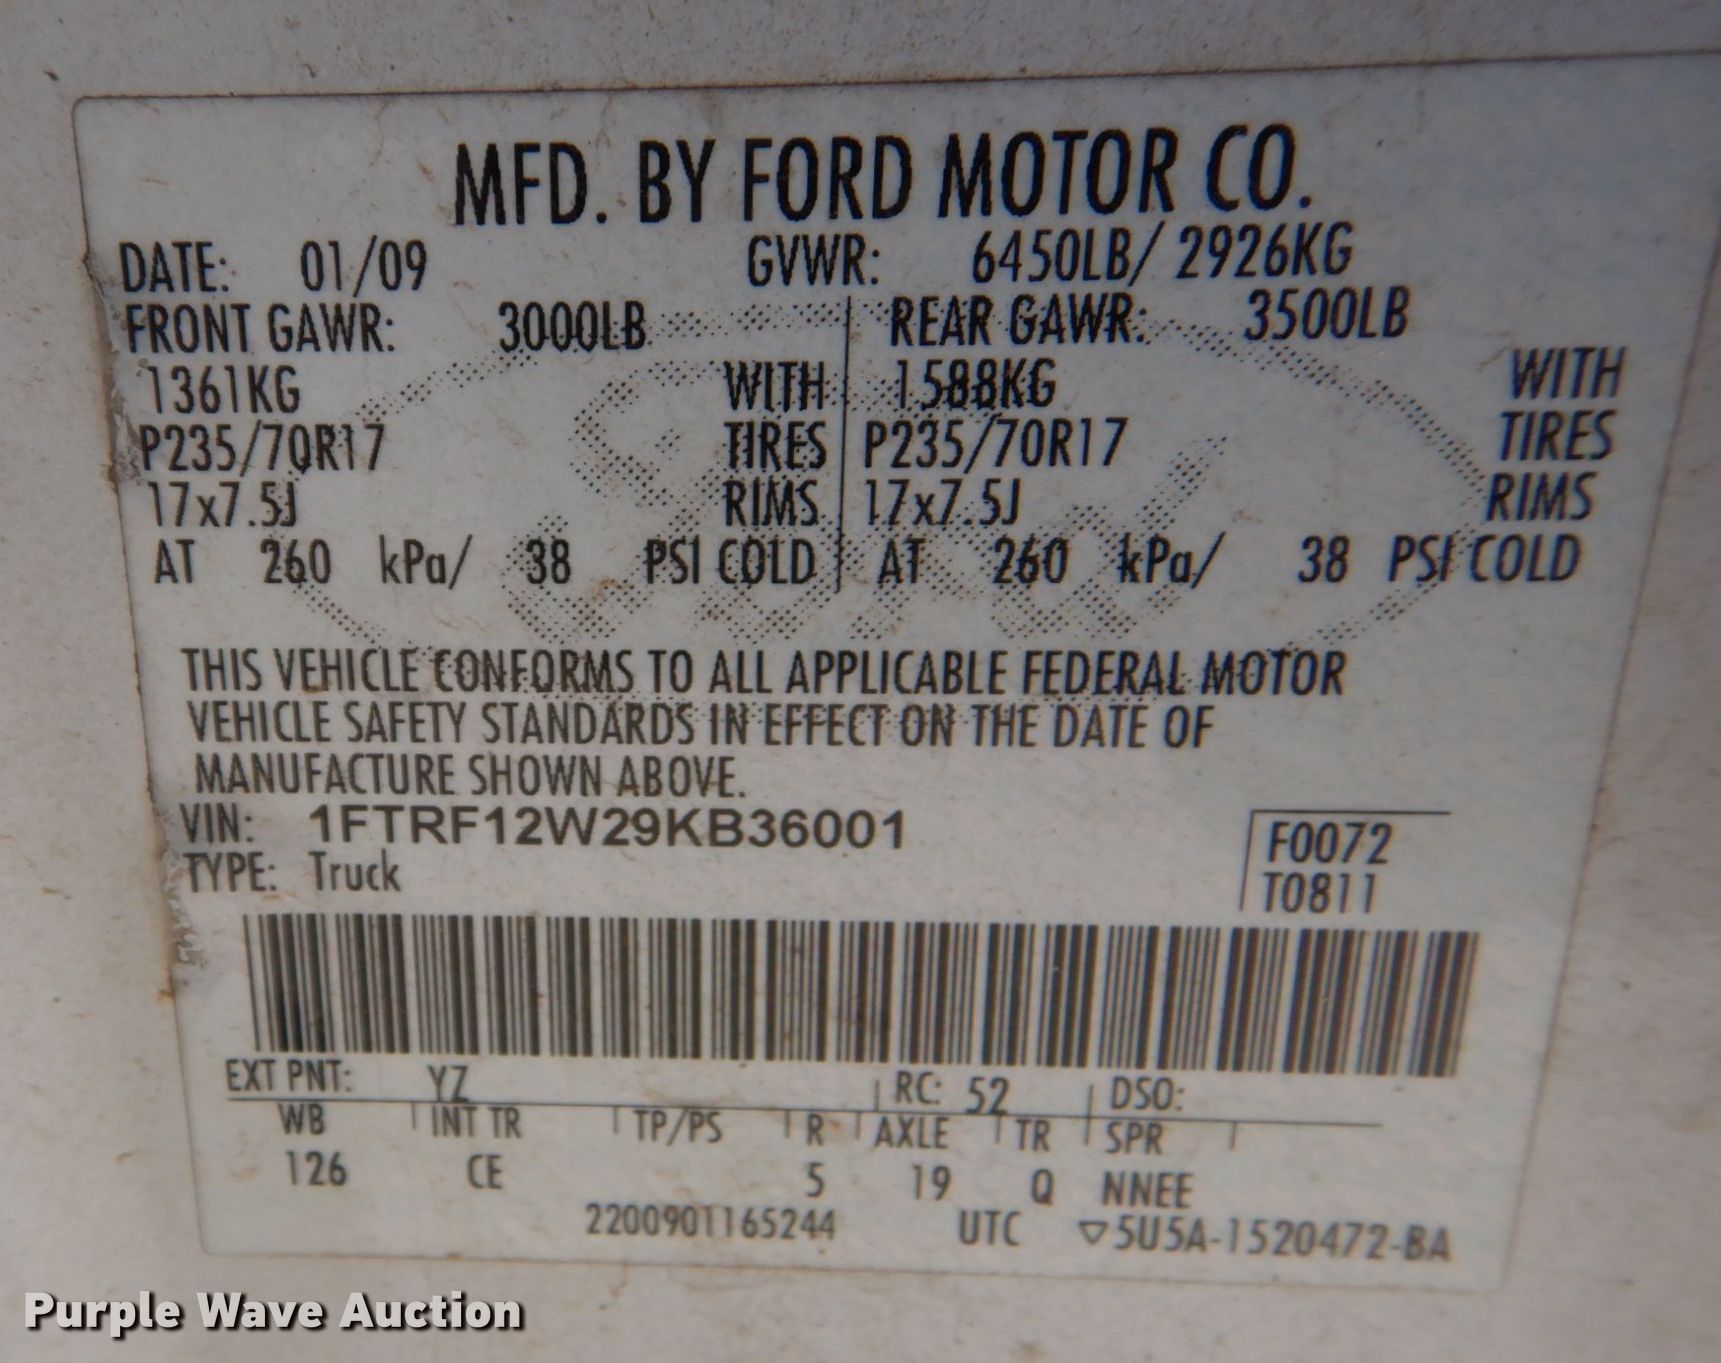 MFD. BY FORD MOTOR CO.
DATE: 01/09 GVWR: 6450LB/ 2926KG
FRONT GAWR: 3000LB REAR GAWR: 3500LB
1361KG WITH 1588KG WITH
P235/70R17 TIRES P235/70R17 TIRES
17x7.5J RIMS 17x7.5J RIMS
AT 260 kPa/ 38 PSI COLD AT 260 kPa/ 38 PSI COLD
THIS VEHICLE CONFORMS TO ALL APPLICABLE FEDERAL MOTOR
VEHICLE SAFETY STANDARDS IN EFFECT ON THE DATE OF
MANUFACTURE SHOWN ABOVE.
VIN: 1FTRF12W29KB36001 F0072
TYPE: Truck T0811
EXT PNT: YZ RC: 52 DSO:
WB INT TR TP/PS R AXLE TR SPR
126 CE 5 19 Q NNEE
220090T165244 UTC ▽5U5A-1520472-BA
Purple Wave Auction